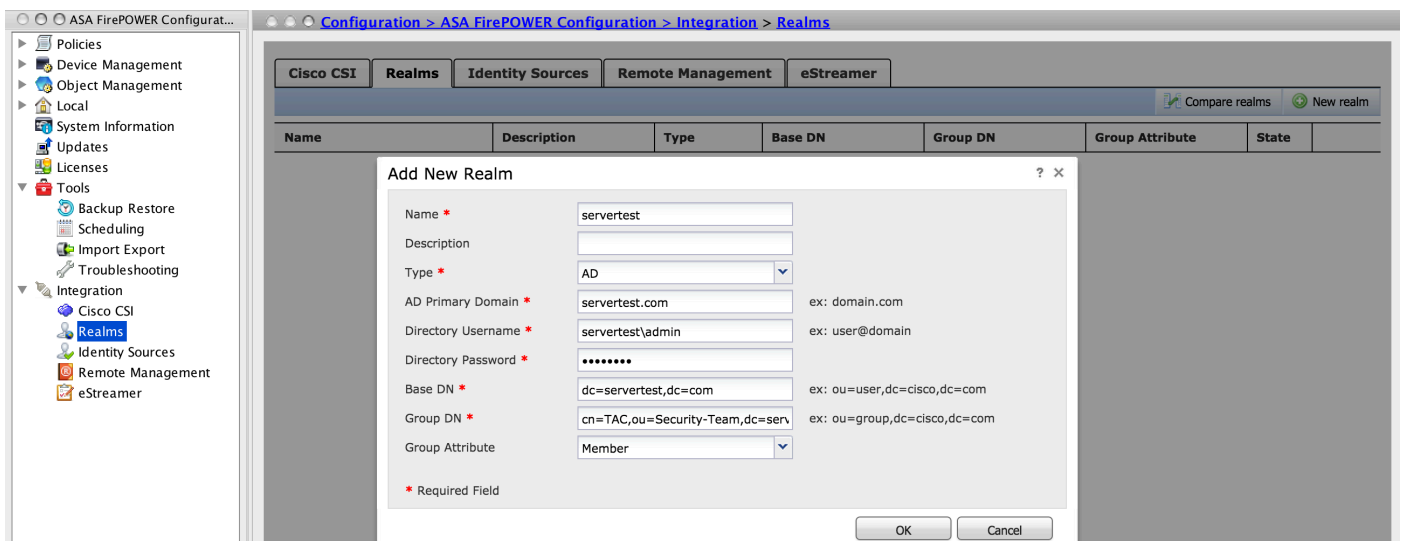 ASA FirePOWER Configurat...
Policies
Device Management
Object Management
Local
System Information
Updates
Licenses
Tools
Backup Restore
Scheduling
Import Export
Troubleshooting
Integration
Cisco CSI
Realms
Identity Sources
Remote Management
eStreamer
Configuration > ASA FirePOWER Configuration > Integration > Realms
Cisco CSI Realms Identity Sources Remote Management eStreamer
Compare realms New realm
Name Description Type Base DN Group DN Group Attribute State
Add New Realm ? ×
Name * servertest
Description
Type * AD
AD Primary Domain * servertest.com ex: domain.com
Directory Username * servertest\admin ex: user@domain
Directory Password * ••••••••
Base DN * dc=servertest,dc=com ex: ou=user,dc=cisco,dc=com
Group DN * cn=TAC,ou=Security-Team,dc=serv ex: ou=group,dc=cisco,dc=com
Group Attribute Member
* Required Field
OK Cancel